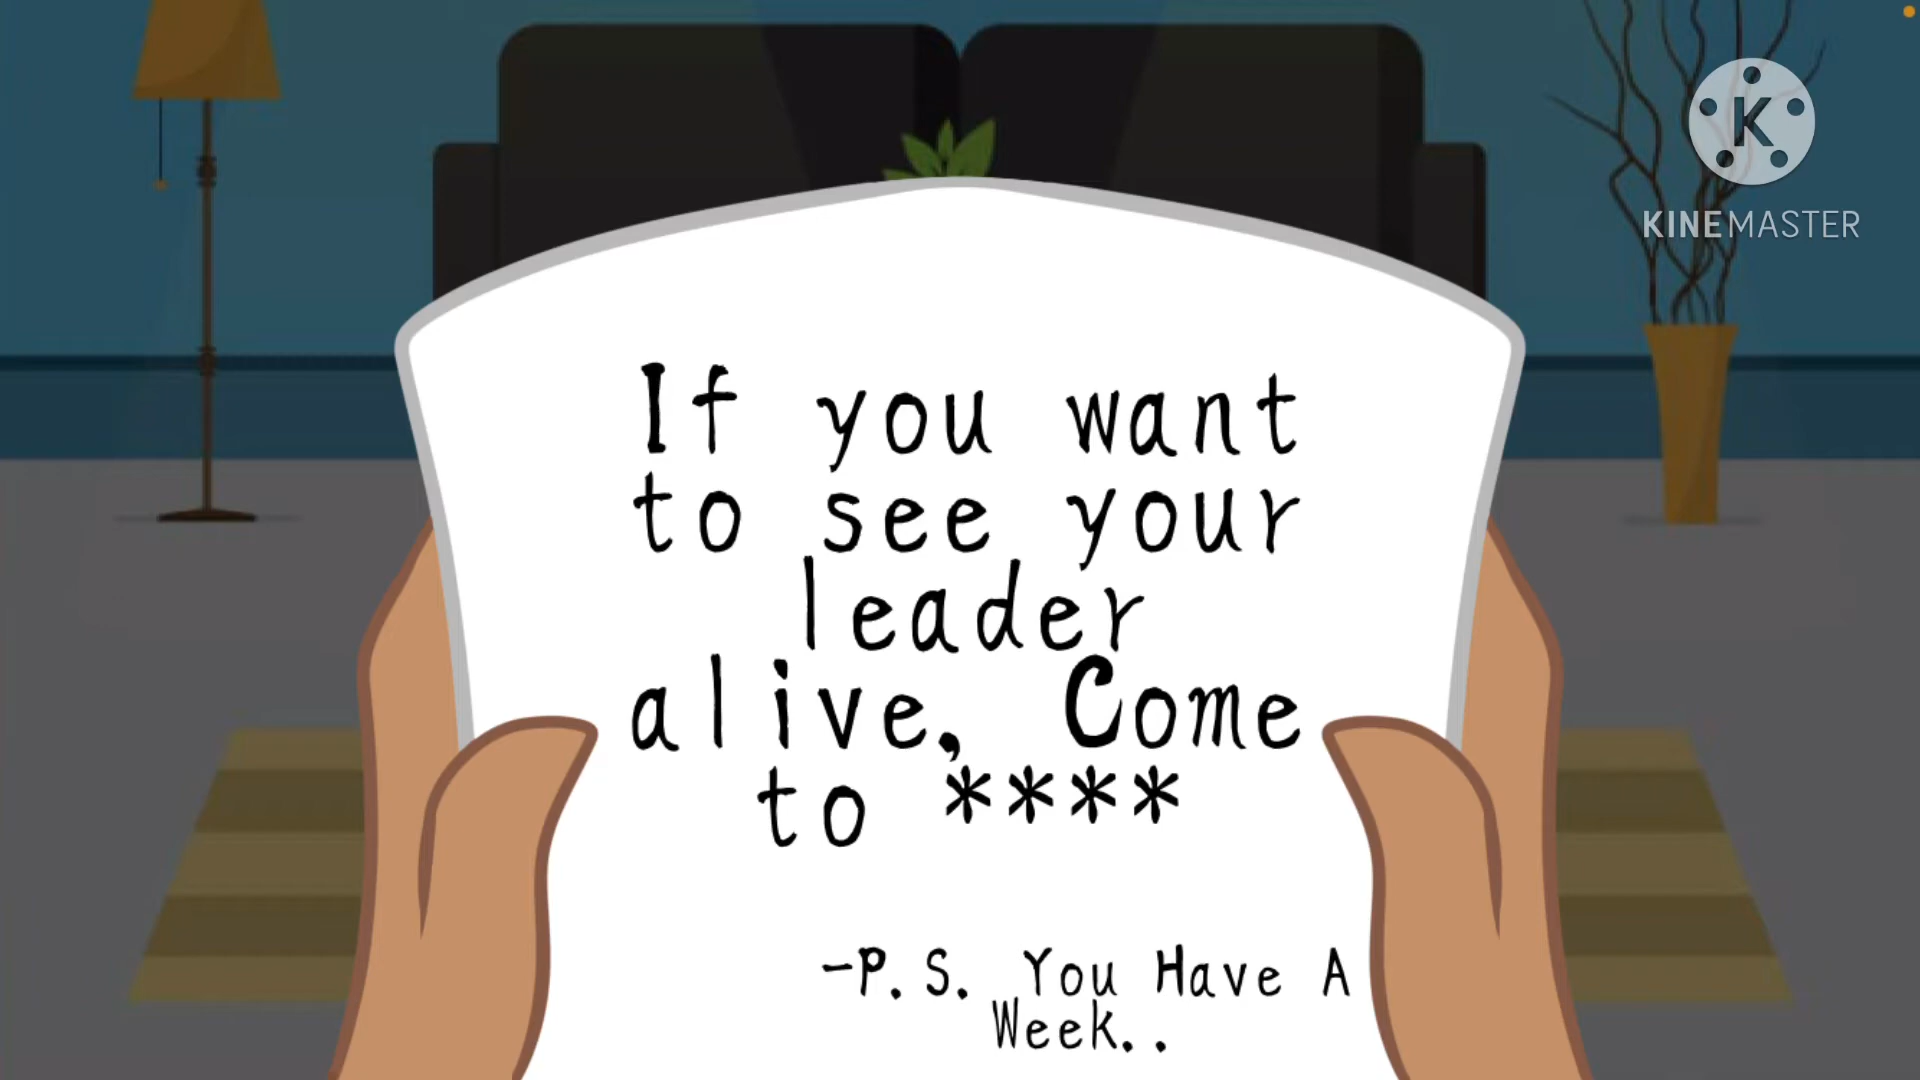 K
KINEMASTER
If you want
to see your
leader
alive, Come
to ****
-P.S. You Have A
Week..